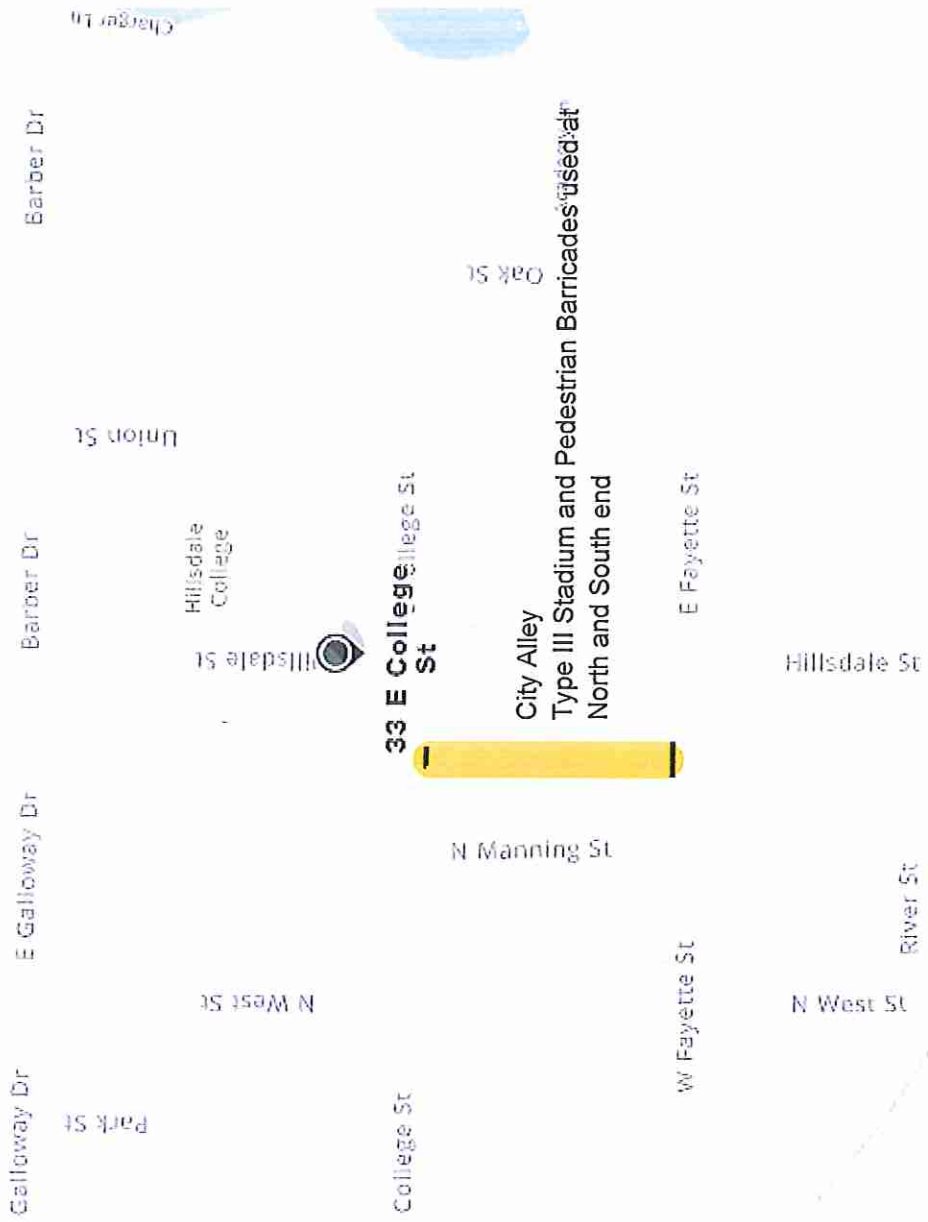 Galloway Dr
E Galloway Dr
Barber Dr
Barber Dr
Park St
N West St
Hillsdale St
Hillsdale
College
Union St
Charger Ln
College St
33 E College
St
College St
Oak St
N Manning St
City Alley
Type III Stadium and Pedestrian Barricades used at
North and South end
W Fayette St
E Fayette St
N West St
River St
Hillsdale St